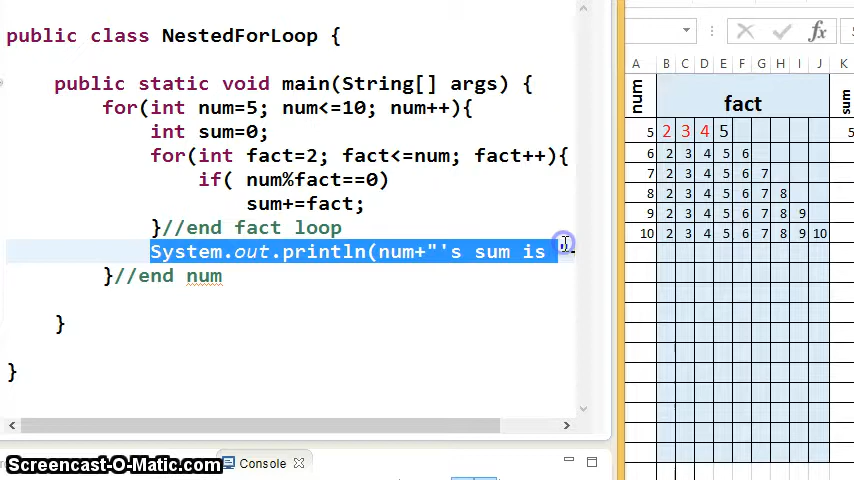 public class NestedForLoop {
public static void main(String[] args) {
for(int num=5; num<=10; num++){
int sum=0;
for(int fact=2; fact<=num; fact++){
if( num%fact==0)
sum+=fact;
}//end fact loop
System.out.println(num+"'s sum is "
}//end num
}
}
Console
Screencast-O-Matic.com
fx
A B C D E F G H I J K
num fact sum
5 2 3 4 5 5
6 2 3 4 5 6
7 2 3 4 5 6 7
8 2 3 4 5 6 7 8
9 2 3 4 5 6 7 8 9
10 2 3 4 5 6 7 8 9 10